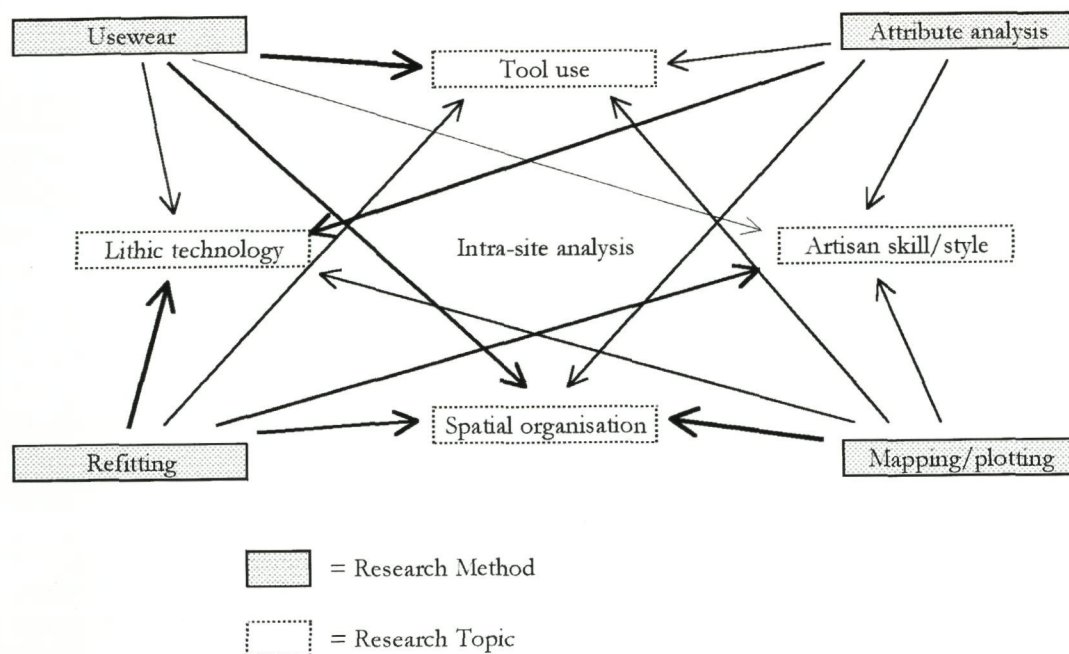 Usewear
Attribute analysis
Tool use
Lithic technology
Intra-site analysis
Artisan skill/style
Spatial organisation
Refitting
Mapping/plotting
= Research Method
= Research Topic